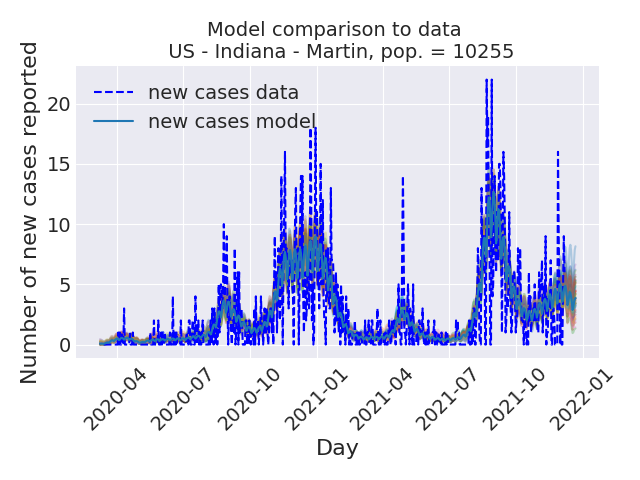 Model comparison to data
US - Indiana - Martin, pop. = 10255
Number of new cases reported
new cases data
new cases model
20
15
10
5
0
2020-04
2020-07
2020-10
2021-01
2021-04
2021-07
2021-10
2022-01
Day